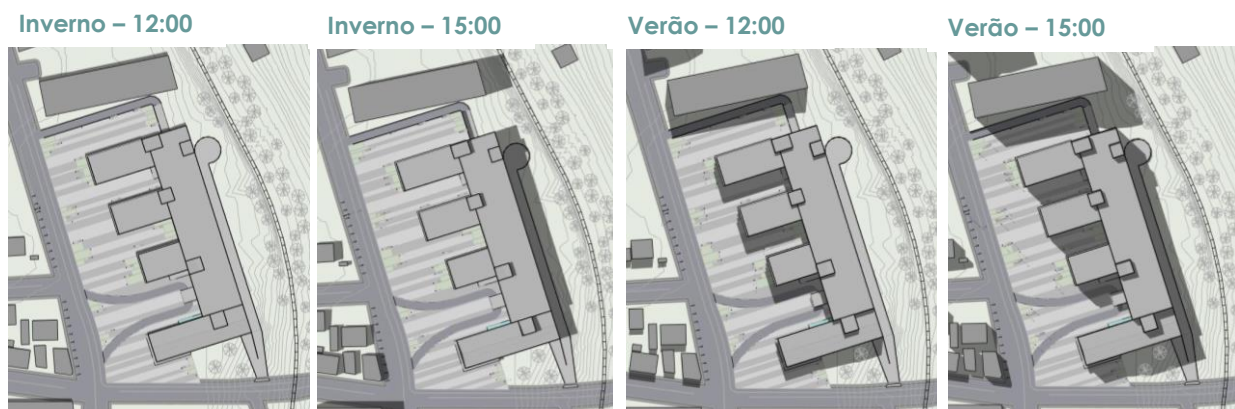 Inverno – 12:00
Inverno – 15:00
Verão – 12:00
Verão – 15:00